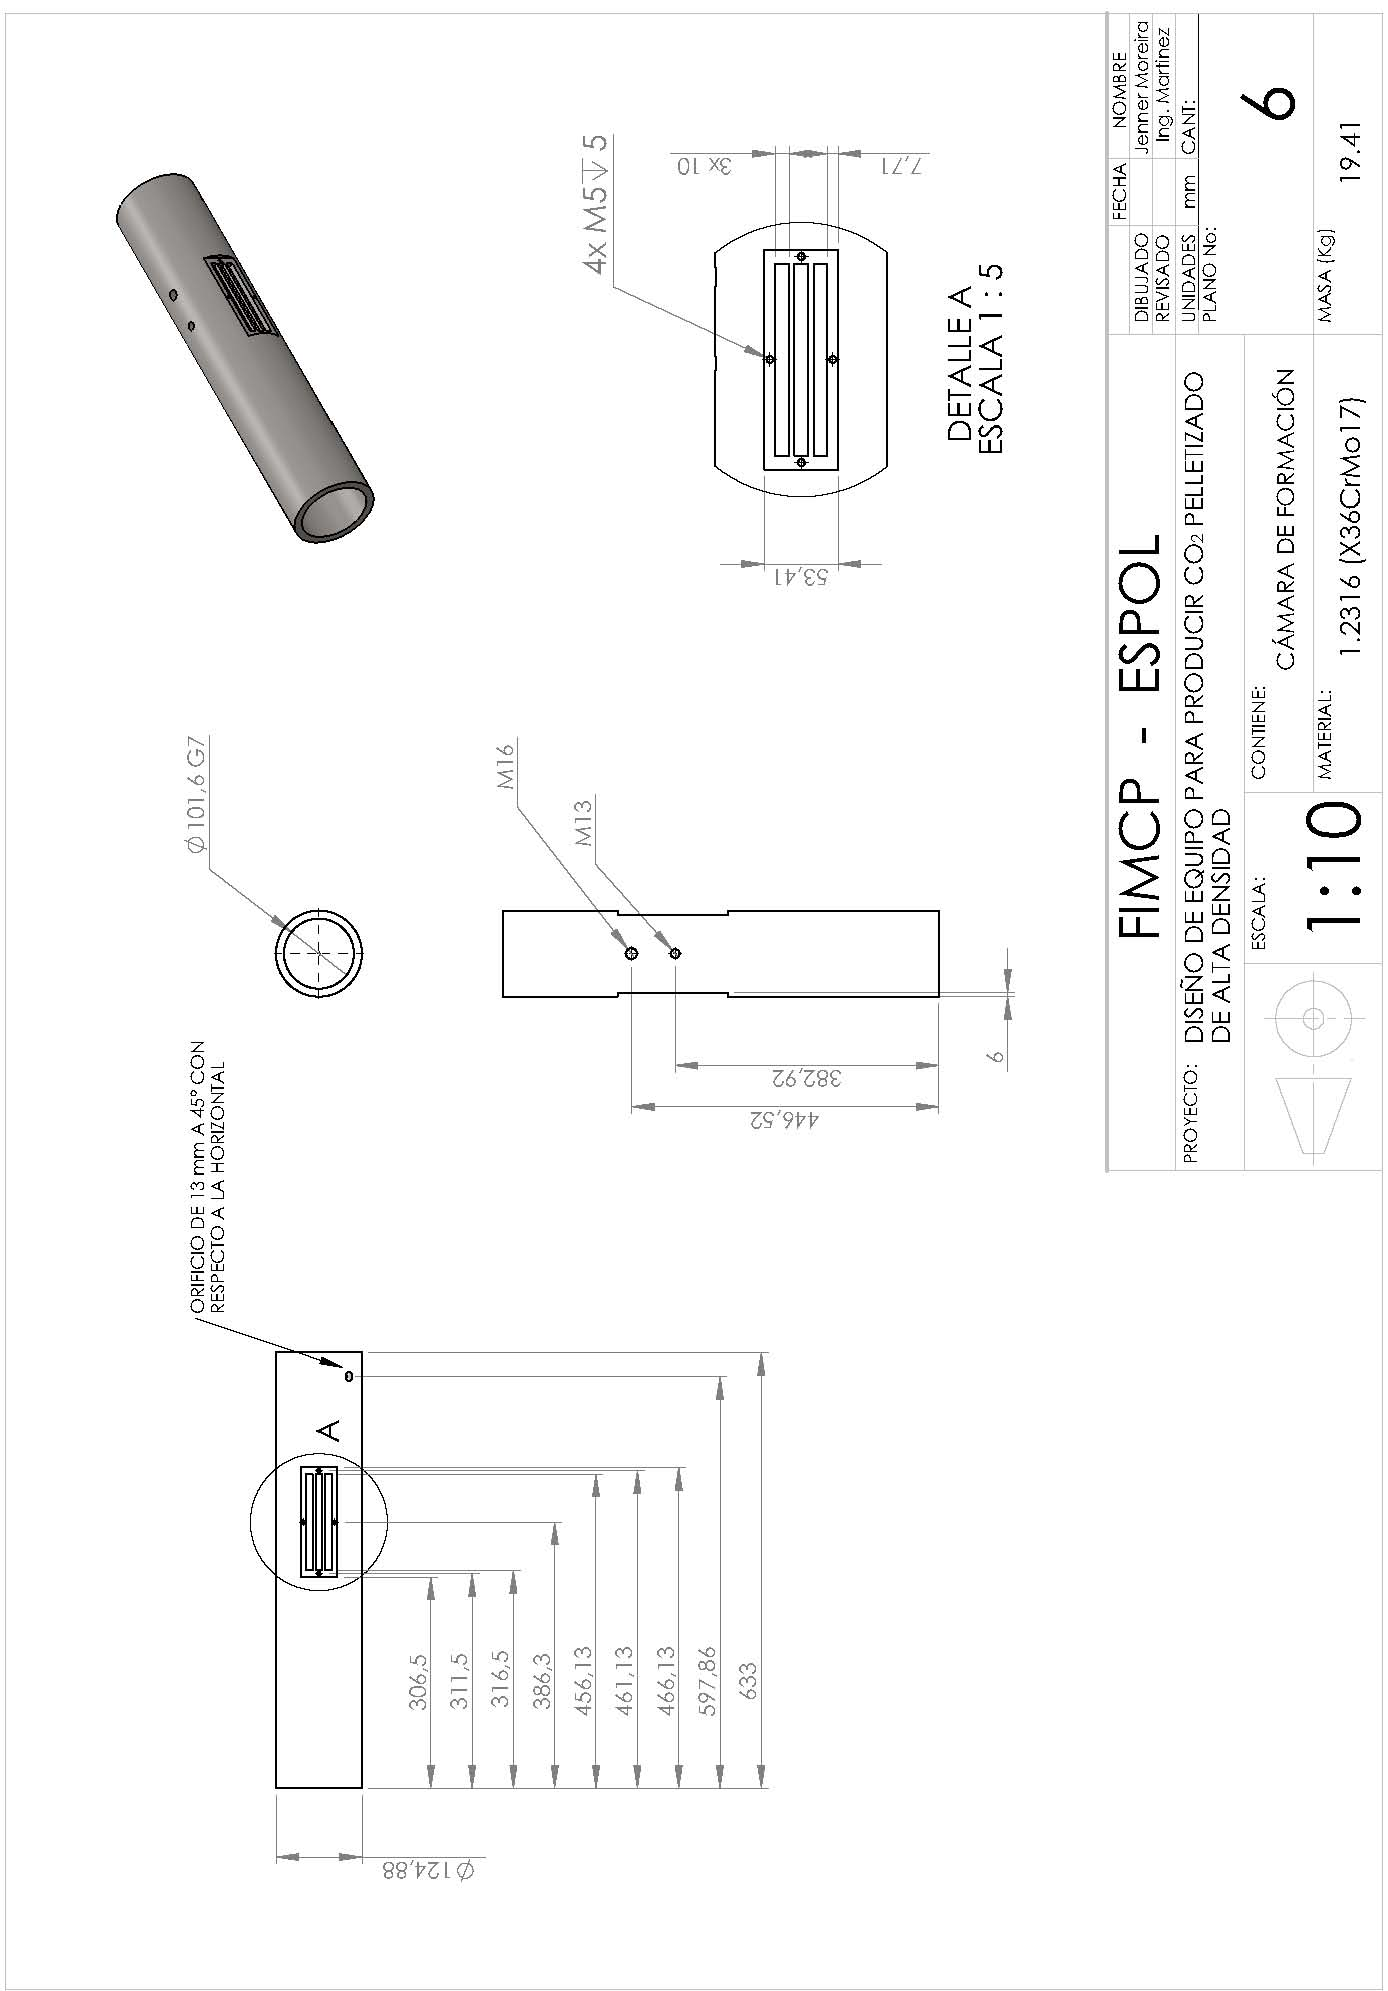 ORIFICIO DE 13 mm A 45° CON
RESPECTO A LA HORIZONTAL
A
306,5
311,5
316,5
386,3
456,13
461,13
466,13
597,86
633
∅124,88
∅101,6 G7
M16
M13
382,92
446,52
6
4x M5↧5
3x 10
7,71
53,41
DETALLE A
ESCALA 1 : 5
FIMCP - ESPOL
FECHA NOMBRE
DIBUJADO Jenner Moreira
REVISADO Ing. Martinez
UNIDADES mm CANT:
PLANO No:
6
PROYECTO: DISEÑO DE EQUIPO PARA PRODUCIR CO₂ PELLETIZADO
DE ALTA DENSIDAD
ESCALA:
1:10
CONTIENE:
CÁMARA DE FORMACIÓN
MATERIAL:
1.2316 (X36CrMo17)
MASA (Kg)
19.41